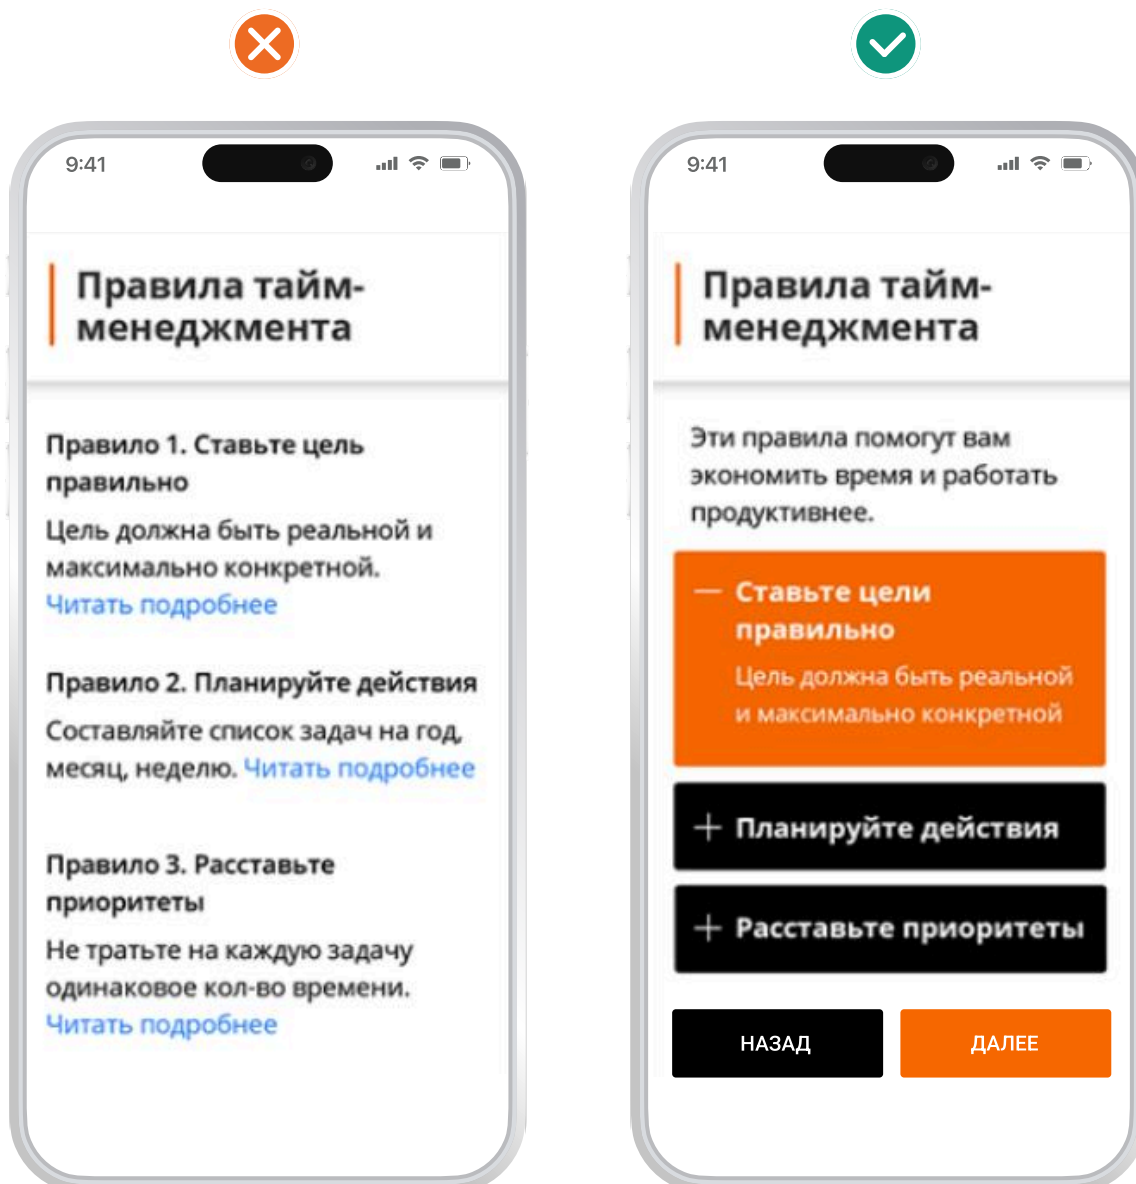 9:41
Правила тайм-
менеджмента
Правило 1. Ставьте цель
правильно
Цель должна быть реальной и
максимально конкретной.
Читать подробнее
Правило 2. Планируйте действия
Составляйте список задач на год,
месяц, неделю. Читать подробнее
Правило 3. Расставьте
приоритеты
Не тратьте на каждую задачу
одинаковое кол-во времени.
Читать подробнее
9:41
Правила тайм-
менеджмента
Эти правила помогут вам
экономить время и работать
продуктивнее.
Ставьте цели
правильно
Цель должна быть реальной
и максимально конкретной
Планируйте действия
Расставьте приоритеты
НАЗАД
ДАЛЕЕ